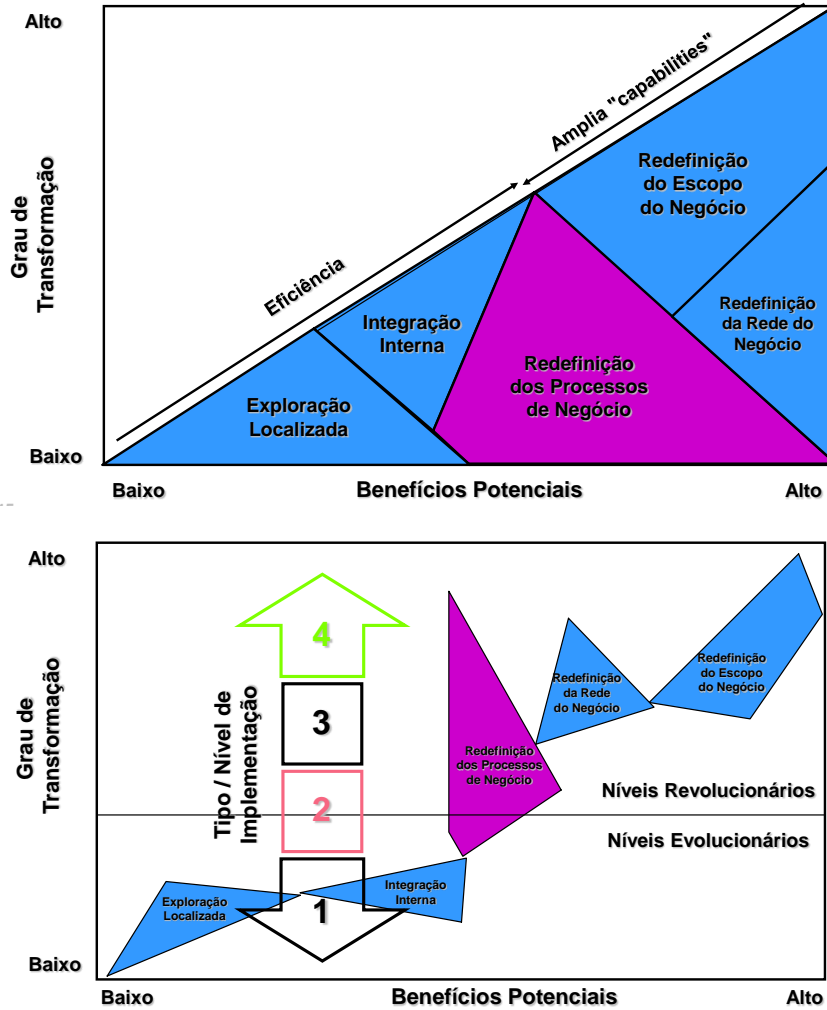 Alto
Amplia "capabilities"
Redefinição
do Escopo
do Negócio
Grau de
Transformação
Eficiência
Integração
Interna
Redefinição
da Rede do
Negócio
Redefinição
dos Processos
de Negócio
Exploração
Localizada
Baixo
Baixo
Benefícios Potenciais
Alto
Alto
4
Redefinição
do Escopo
do Negócio
Redefinição
da Rede
do Negócio
Grau de
Transformação
Tipo / Nível de
Implementação
3
Redefinição
dos Processos
de Negócio
2
Níveis Revolucionários
Níveis Evolucionários
Integração
Interna
Exploração
Localizada
1
Baixo
Baixo
Benefícios Potenciais
Alto